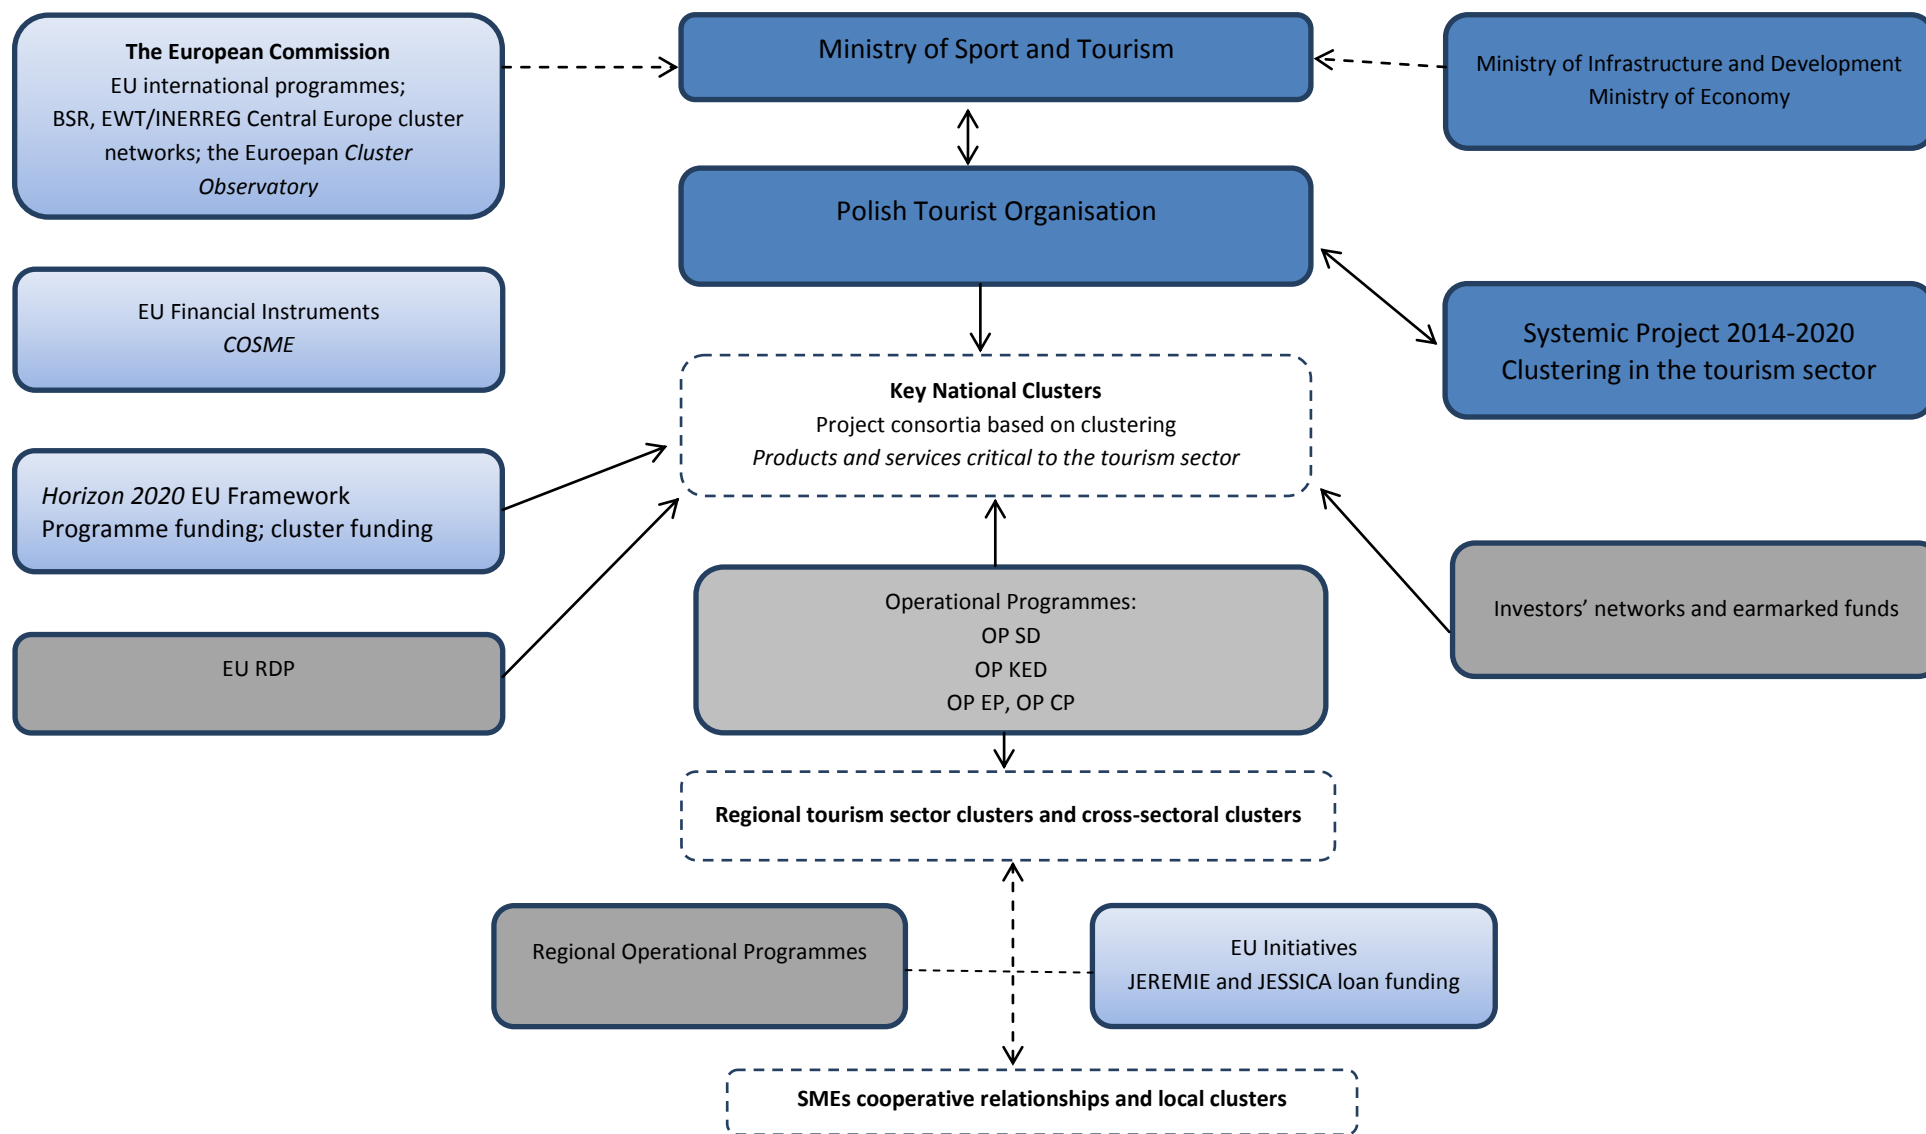 The European Commission
EU international programmes;
BSR, EWT/INERREG Central Europe cluster
networks; the Euroepan Cluster
Observatory
Ministry of Sport and Tourism
Ministry of Infrastructure and Development
Ministry of Economy
Polish Tourist Organisation
EU Financial Instruments
COSME
Systemic Project 2014-2020
Clustering in the tourism sector
Key National Clusters
Project consortia based on clustering
Products and services critical to the tourism sector
Horizon 2020 EU Framework
Programme funding; cluster funding
Operational Programmes:
OP SD
OP KED
OP EP, OP CP
Investors’ networks and earmarked funds
EU RDP
Regional tourism sector clusters and cross-sectoral clusters
Regional Operational Programmes
EU Initiatives
JEREMIE and JESSICA loan funding
SMEs cooperative relationships and local clusters